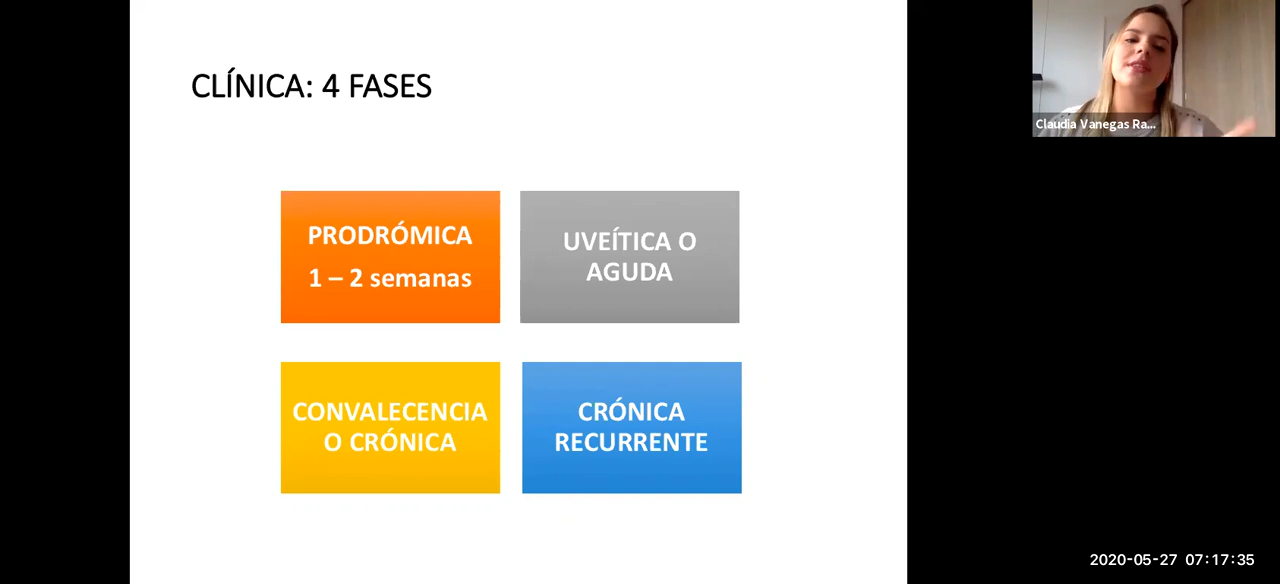 CLÍNICA: 4 FASES
PRODRÓMICA
1 – 2 semanas
UVEÍTICA O
AGUDA
CONVALECENCIA
O CRÓNICA
CRÓNICA
RECURRENTE
Claudia Vanegas Ra...
2020-05-27 07:17:35